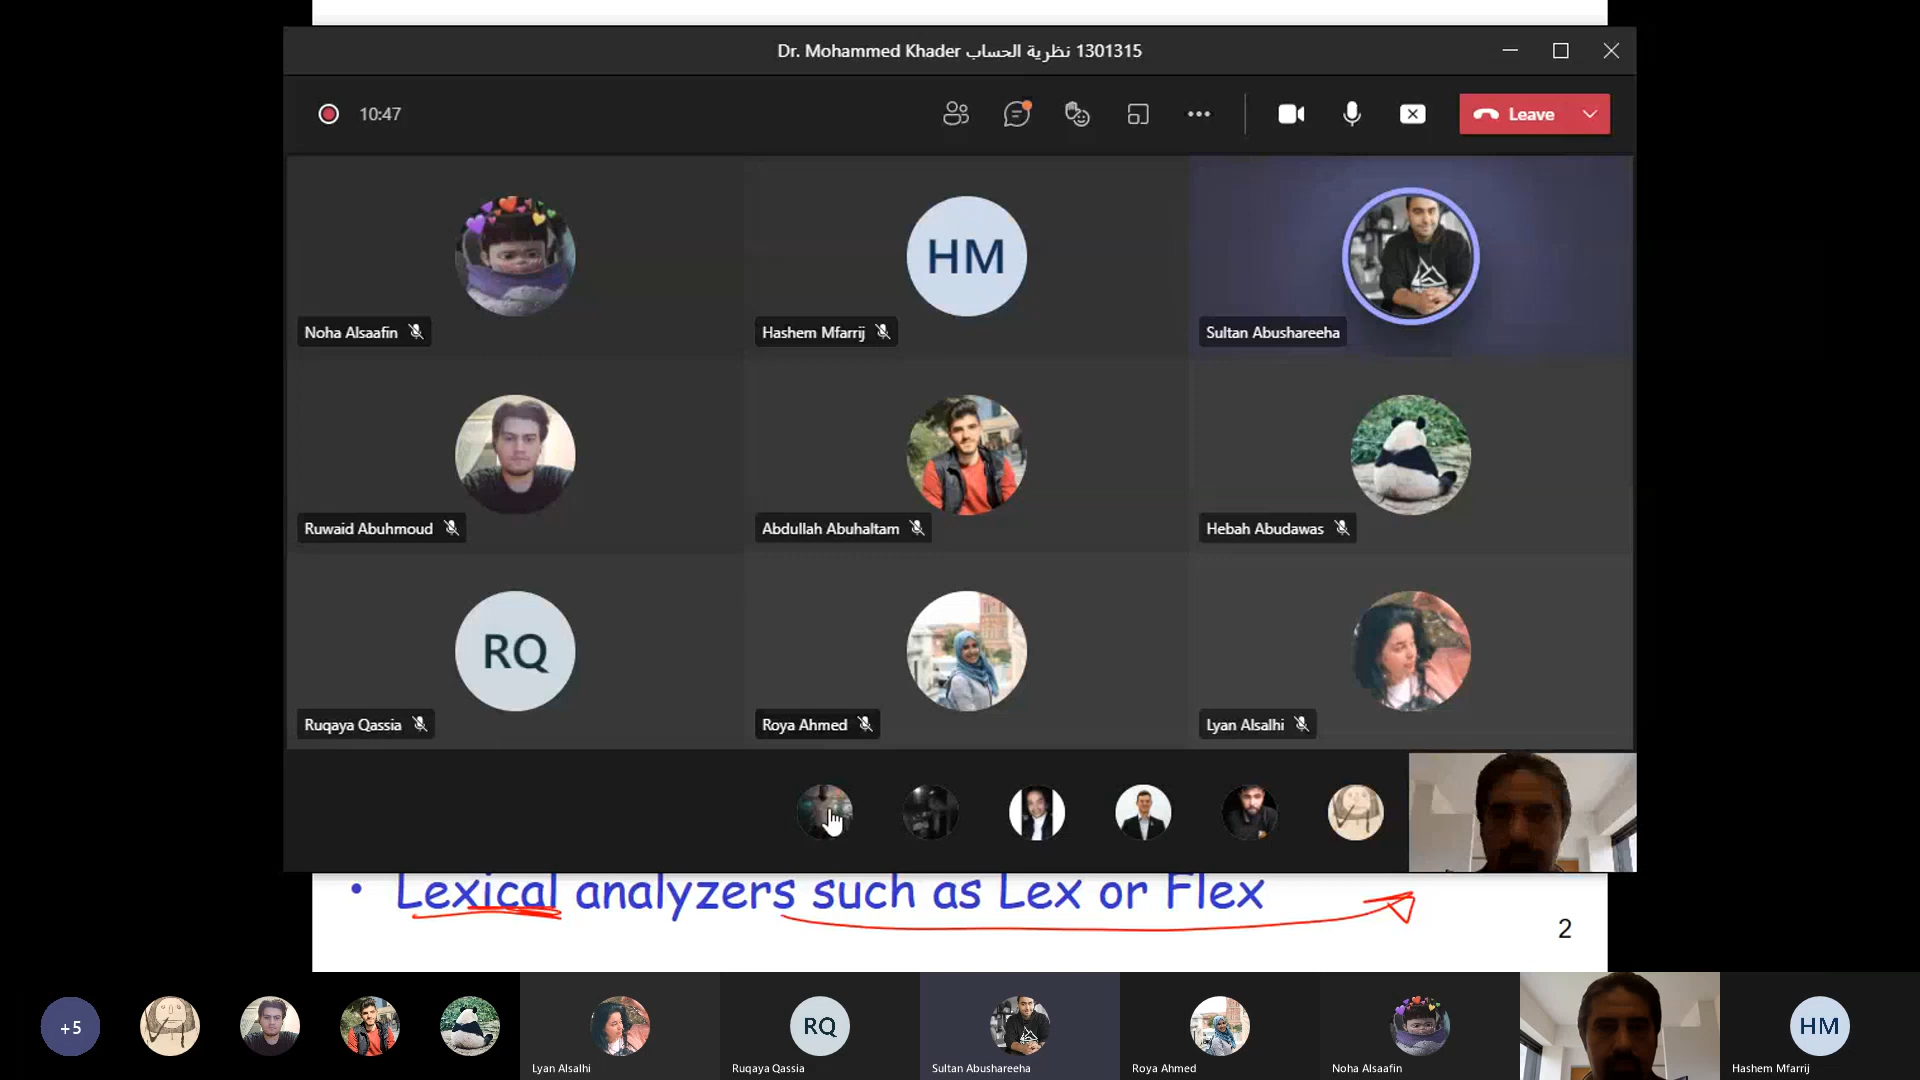 Dr. Mohammed Khader نظرية الحساب 1301315
10:47
Leave
HM
Noha Alsaafin
Hashem Mfarrij
Sultan Abushareeha
Ruwaid Abuhmoud
Abdullah Abuhaltam
Hebah Abudawas
RQ
Ruqaya Qassia
Roya Ahmed
Lyan Alsalhi
• Lexical analyzers such as Lex or Flex
2
+5
RQ
HM
Lyan Alsalhi
Ruqaya Qassia
Sultan Abushareeha
Roya Ahmed
Noha Alsaafin
Hashem Mfarrij